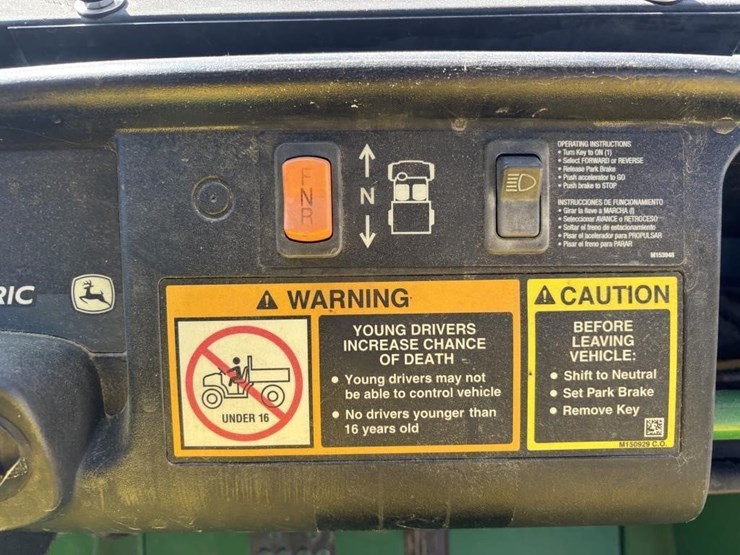 RIC
F
N
R
N
OPERATING INSTRUCTIONS
• Turn Key to ON (1)
• Select FORWARD or REVERSE
• Release Park Brake
• Push accelerator to GO
• Push brake to STOP
INSTRUCCIONES DE FUNCIONAMIENTO
• Girar la llave a MARCHA (I)
• Seleccionar AVANCE o RETROCESO
• Soltar el freno de estacionamiento
• Pisar el acelerador para PROPULSAR
• Pisar el freno para PARAR
M153940
WARNING
UNDER 16
YOUNG DRIVERS
INCREASE CHANCE
OF DEATH
• Young drivers may not
be able to control vehicle
• No drivers younger than
16 years old
CAUTION
BEFORE
LEAVING
VEHICLE:
• Shift to Neutral
• Set Park Brake
• Remove Key
M150929 C.O.